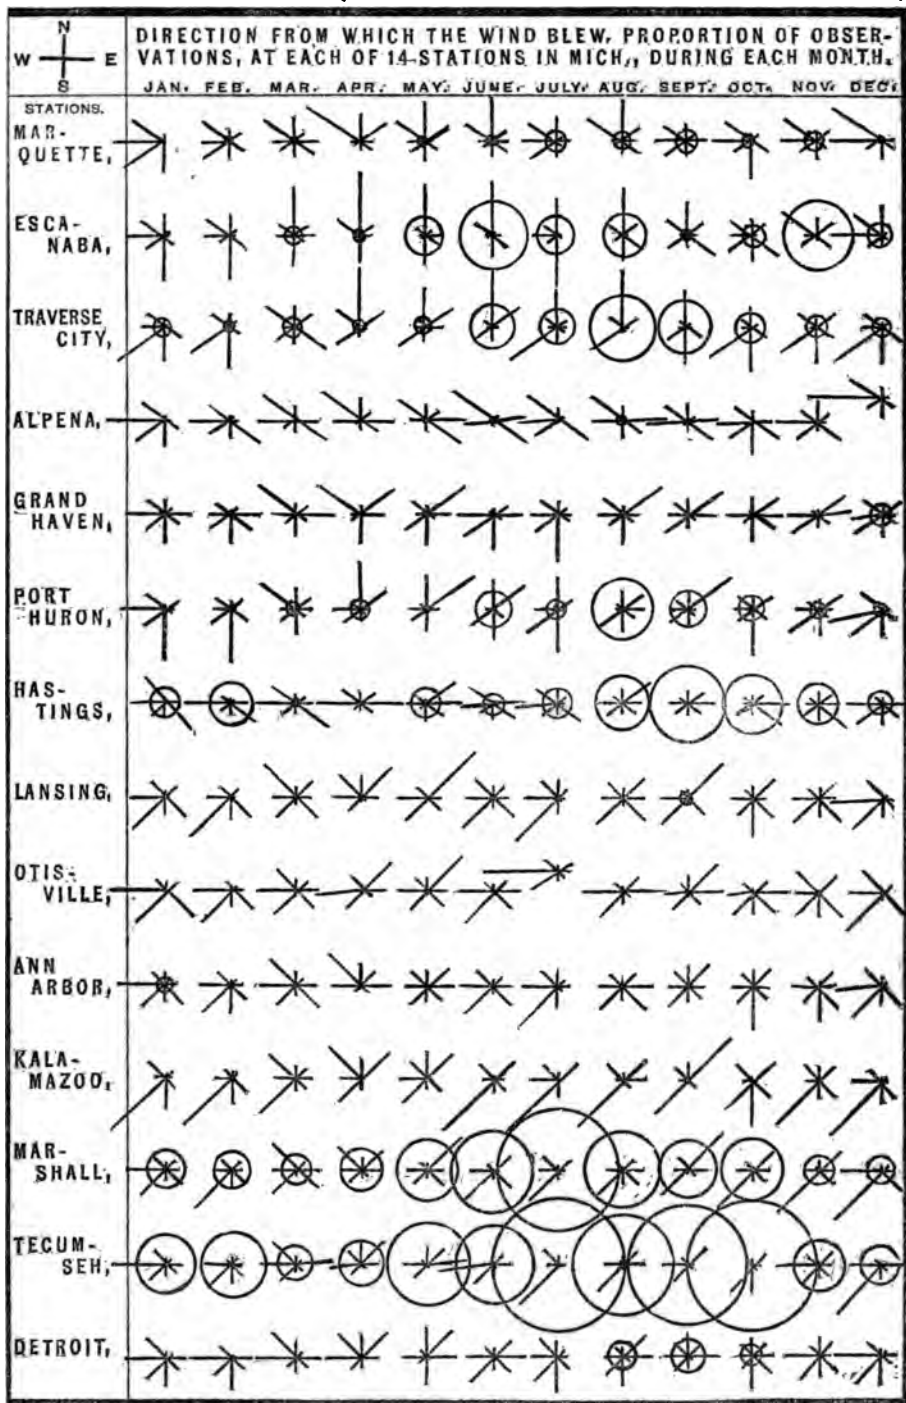 N
W E
S
DIRECTION FROM WHICH THE WIND BLEW, PROPORTION OF OBSER-
VATIONS, AT EACH OF 14 STATIONS IN MICH., DURING EACH MONTH.
JAN. FEB. MAR. APR. MAY. JUNE. JULY. AUG. SEPT. OCT. NOV. DEC.
STATIONS.
MAR-
QUETTE,
ESCA-
NABA,
TRAVERSE
CITY,
ALPENA,
GRAND
HAVEN,
PORT
HURON,
HAS-
TINGS,
LANSING,
OTIS-
VILLE,
ANN
ARBOR,
KALA-
MAZOO,
MAR-
SHALL,
TECUM-
SEH,
DETROIT,